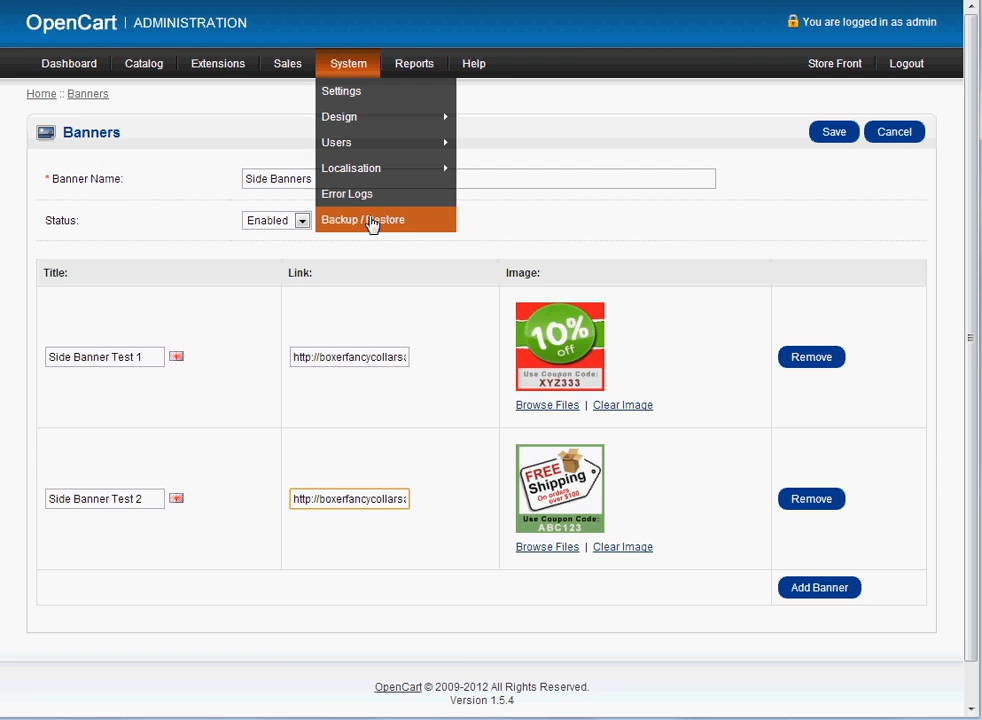 OpenCart | ADMINISTRATION
You are logged in as admin
Dashboard
Catalog
Extensions
Sales
System
Reports
Help
Store Front
Logout
Home :: Banners
Settings
Design
Users
Localisation
Error Logs
Backup / Restore
Banners
Save
Cancel
* Banner Name:
Side Banners
Status:
Enabled
Title:
Link:
Image:
Side Banner Test 1
http://boxerfancycollarsa
10%
off
Use Coupon Code:
XYZ333
Browse Files | Clear Image
Remove
Side Banner Test 2
http://boxerfancycollarsa
FREE
Shipping
On orders
over $100
Use Coupon Code:
ABC123
Browse Files | Clear Image
Remove
Add Banner
OpenCart © 2009-2012 All Rights Reserved.
Version 1.5.4